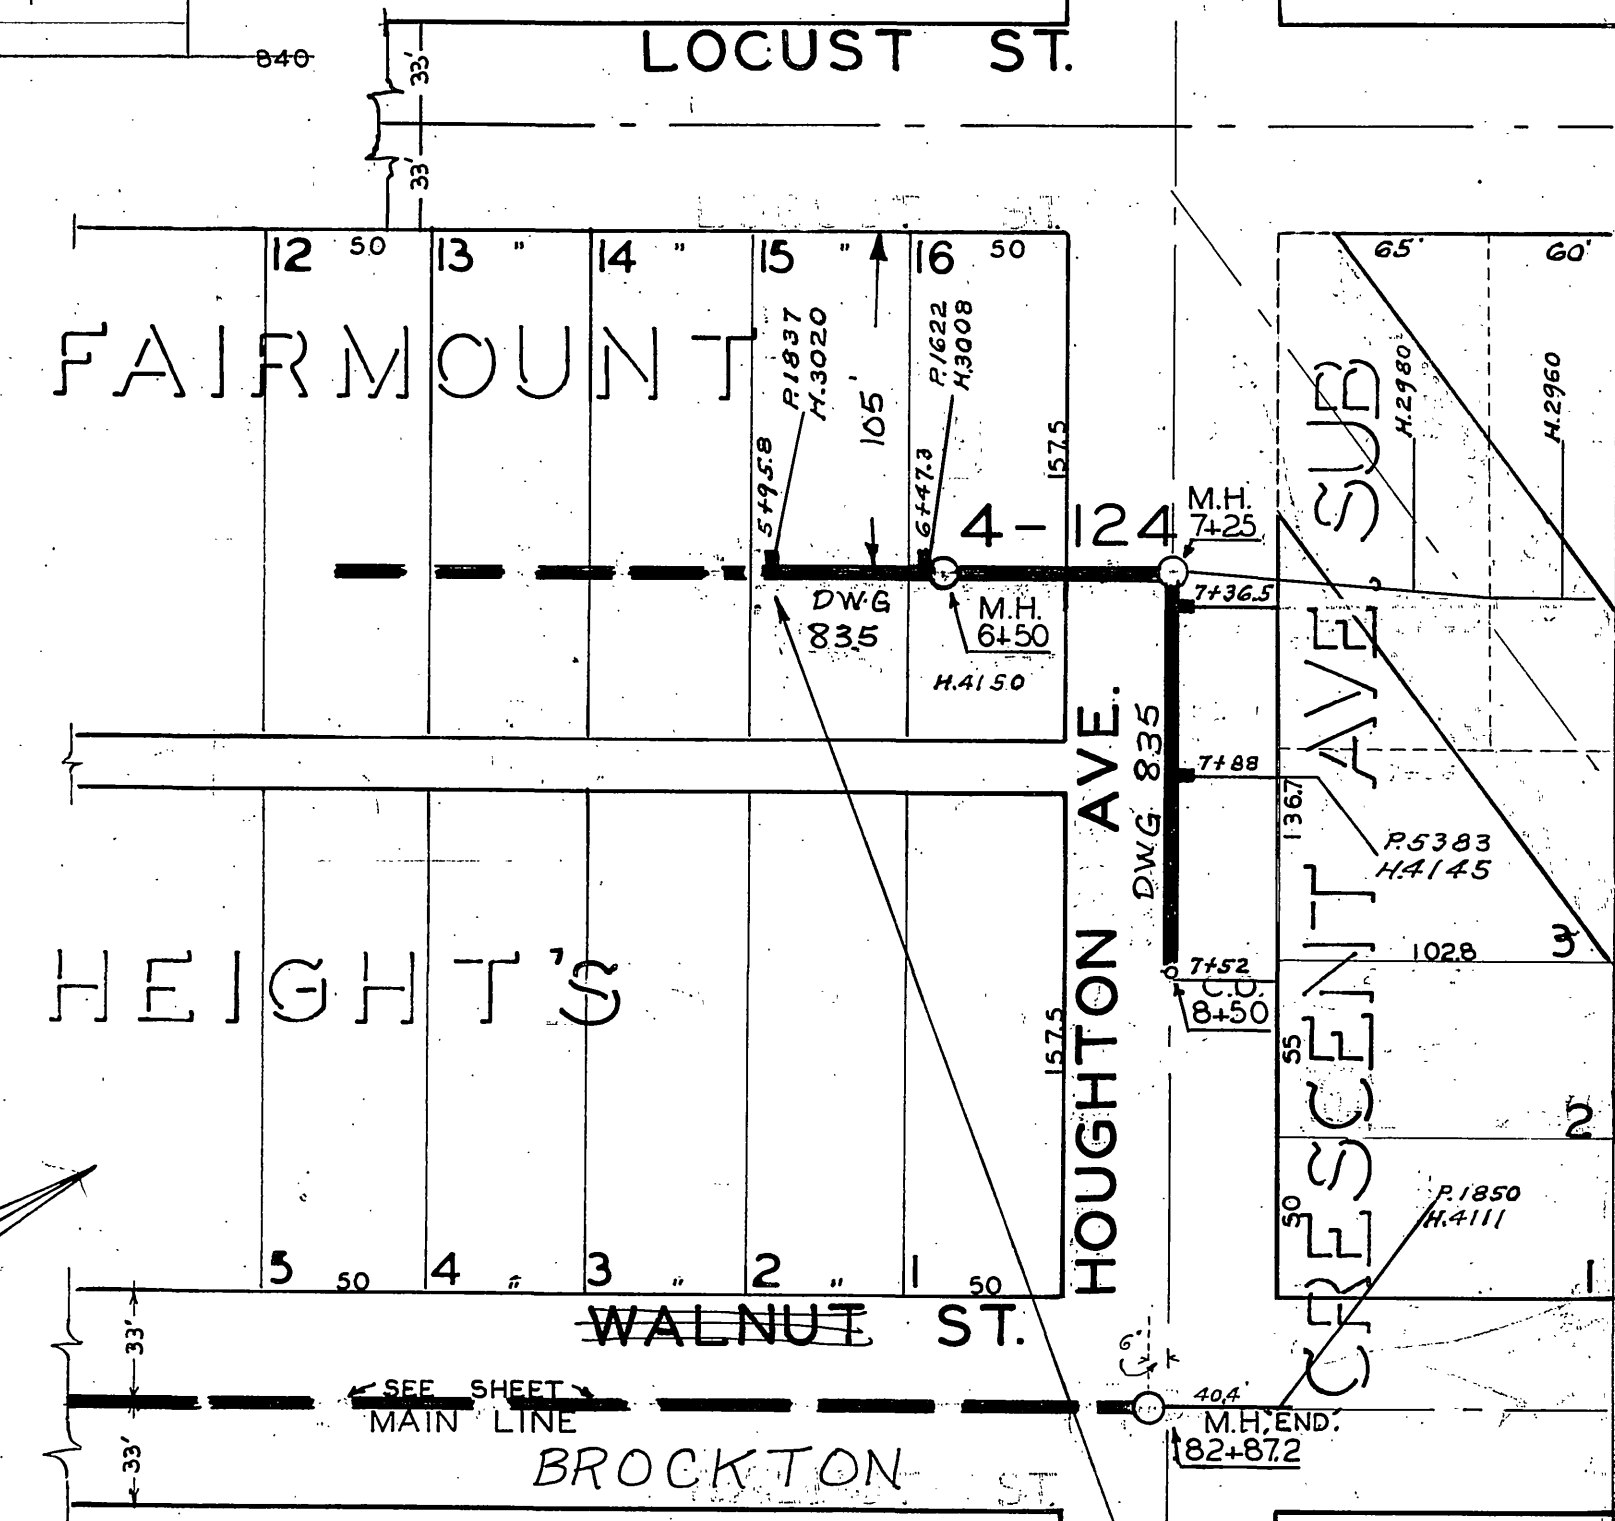 840
LOCUST ST.
33'
33'
12 50 13 " 14 " 15 " 16 50
65' 60'
FAIRMOUNT
P.1837
H.3020
105'
P.1622
H.3008
157.5
5+95.8
6+47.3
4-124
M.H.
7+25
H.2980
H.2960
DWG
835
M.H.
6+50
H.4150
7+36.5
7+88
136.7
P.5383
H.4145
HOUGHTON AVE.
DWG 835
CRESCENT AVE. SUB
HEIGHT'S
7+52
C.O.
8+50
102.8 3
157.5
55
2
50
P.1850
H.4111
5 50 4 " 3 " 2 " 1 50
1
WALNUT ST.
33'
6'
SEE SHEET
MAIN LINE
40.4'
M.H. END.
82+87.2
33'
BROCKTON
ST.